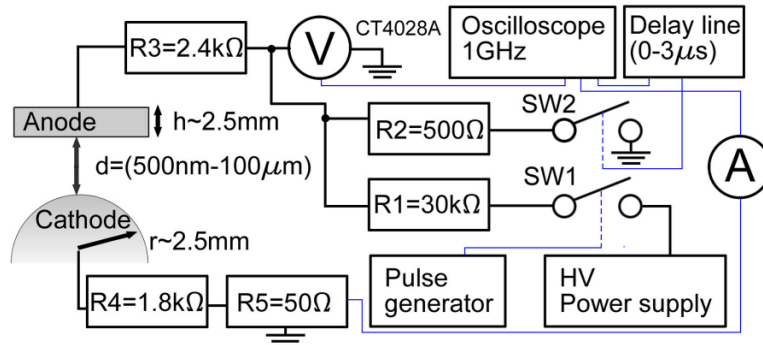 R3=2.4kΩ
V
CT4028A
Oscilloscope
1GHz
Delay line
(0-3μs)
Anode
h~2.5mm
d=(500nm-100μm)
R2=500Ω
SW2
A
Cathode
r~2.5mm
R1=30kΩ
SW1
R4=1.8kΩ
R5=50Ω
Pulse
generator
HV
Power supply